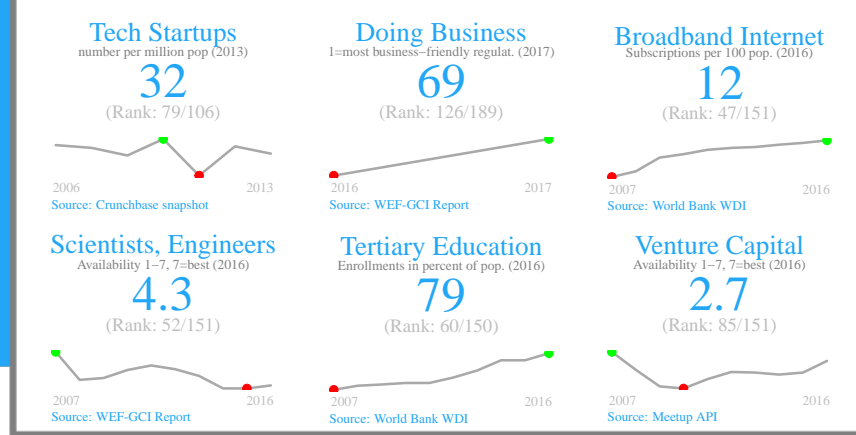 Tech Startups
number per million pop (2013)
32
(Rank: 79/106)
2006 2013
Source: Crunchbase snapshot
Doing Business
1=most business−friendly regulat. (2017)
69
(Rank: 126/189)
2016 2017
Source: WEF-GCI Report
Broadband Internet
Subscriptions per 100 pop. (2016)
12
(Rank: 47/151)
2007 2016
Source: World Bank WDI
Scientists, Engineers
Availability 1−7, 7=best (2016)
4.3
(Rank: 52/151)
2007 2016
Source: WEF-GCI Report
Tertiary Education
Enrollments in percent of pop. (2016)
79
(Rank: 60/150)
2007 2016
Source: World Bank WDI
Venture Capital
Availability 1−7, 7=best (2016)
2.7
(Rank: 85/151)
2007 2016
Source: Meetup API